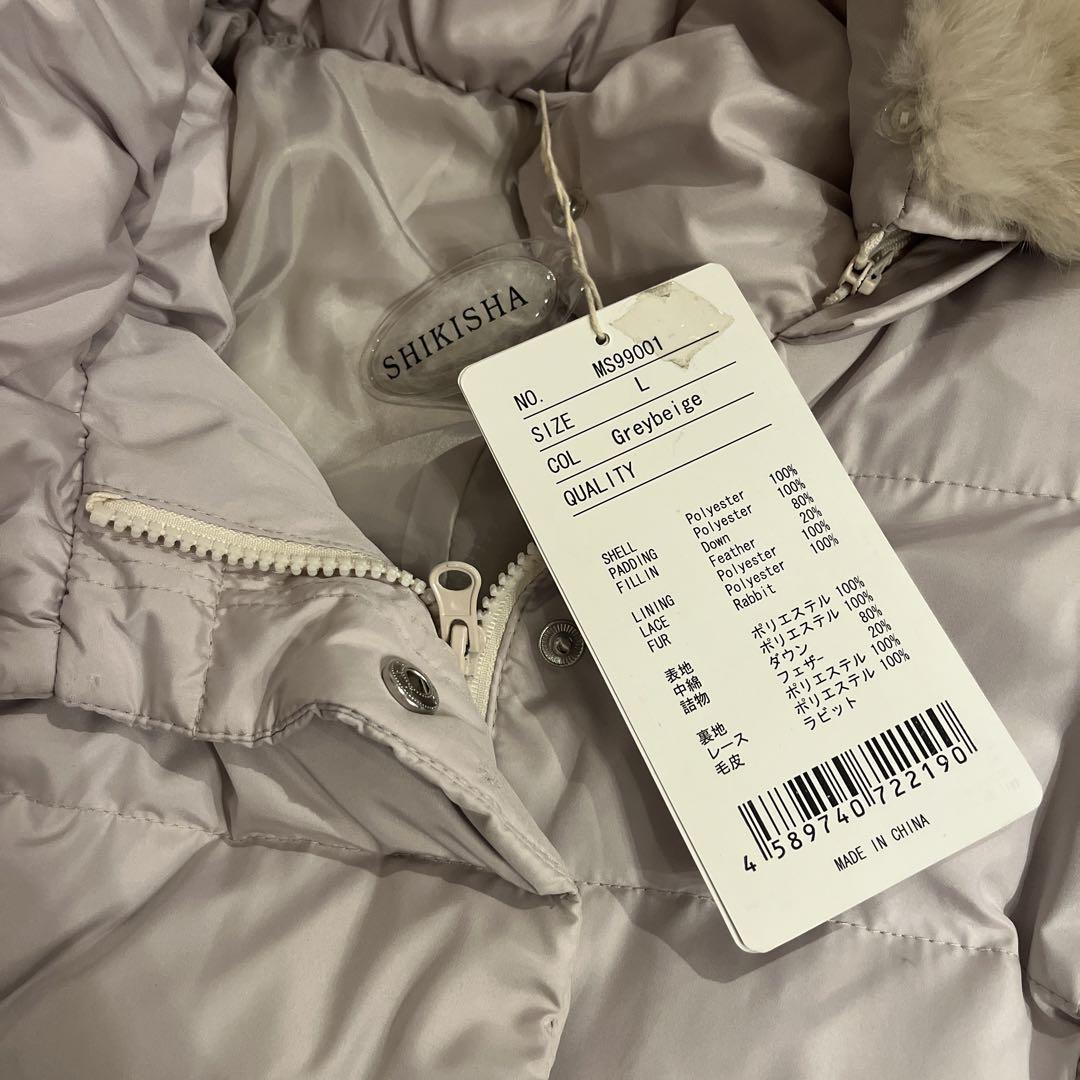 SHIKISHA
NO. MS99001
SIZE L
COL Greybeige
QUALITY
SHELL Polyester 100%
PADDING Polyester 100%
FILLIN Down 80%
Feather 20%
LINING Polyester 100%
LACE Polyester 100%
FUR Rabbit
表地 ポリエステル 100%
中綿 ポリエステル 100%
詰物 ダウン 80%
フェザー 20%
裏地 ポリエステル 100%
レース ポリエステル 100%
毛皮 ラビット
4 589740 722190
MADE IN CHINA